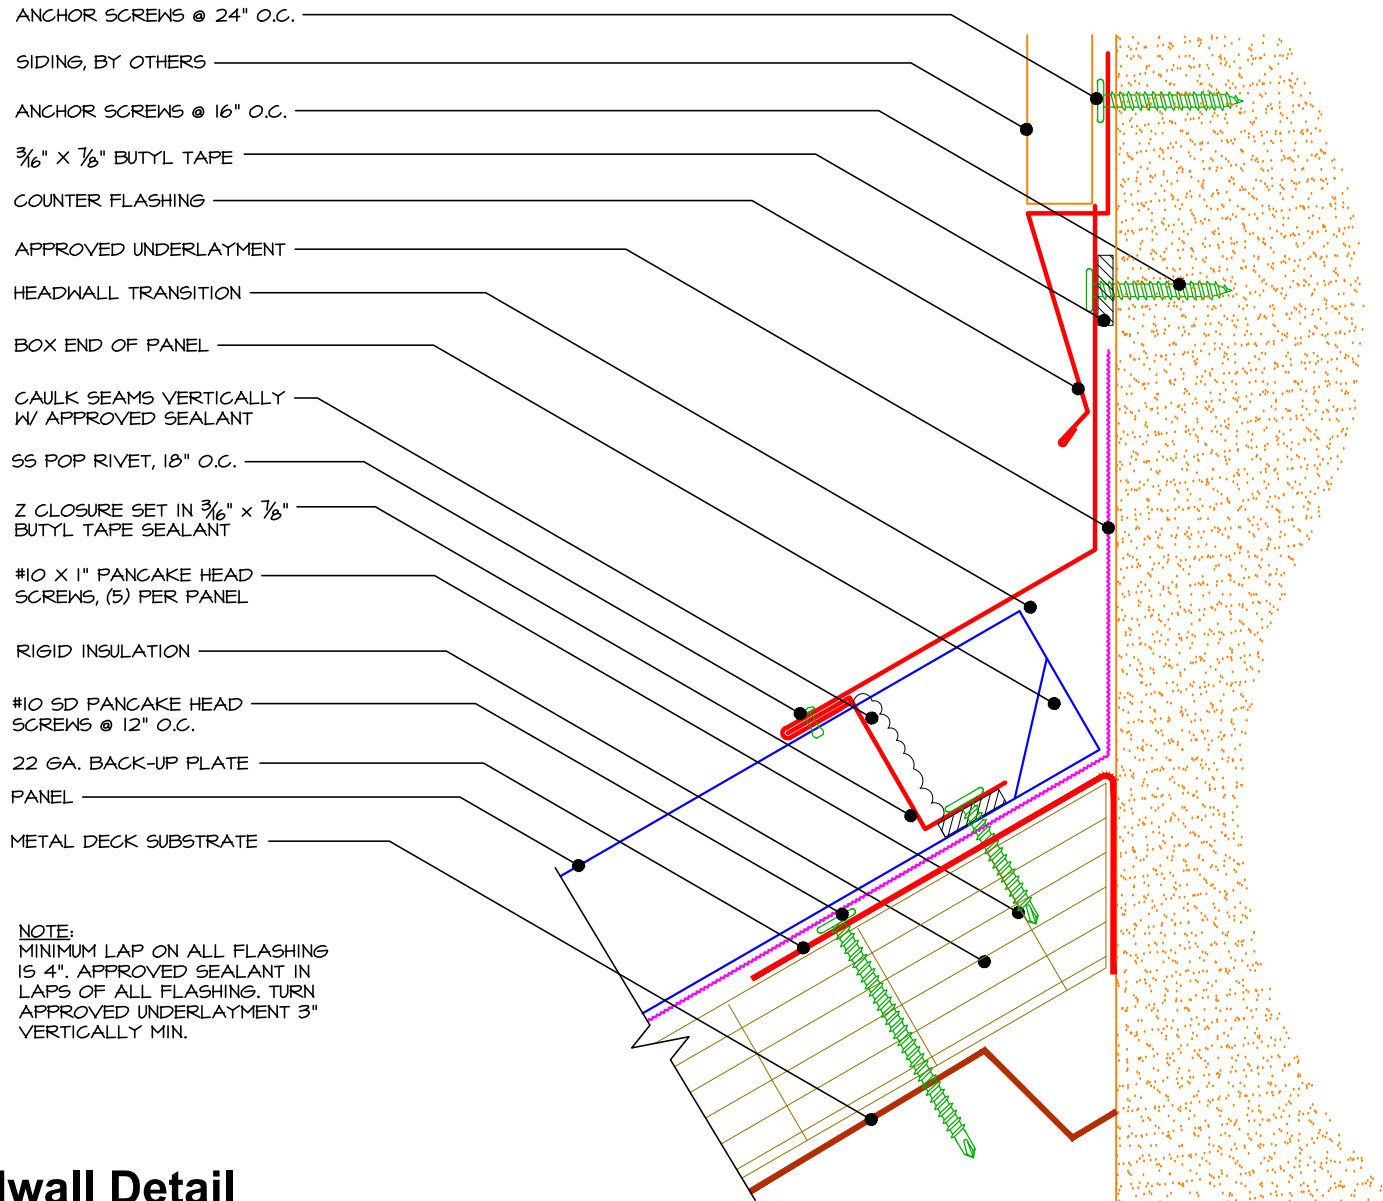 ANCHOR SCREWS @ 24" O.C.
SIDING, BY OTHERS
ANCHOR SCREWS @ 16" O.C.
3/16" X 7/8" BUTYL TAPE
COUNTER FLASHING
APPROVED UNDERLAYMENT
HEADWALL TRANSITION
BOX END OF PANEL
CAULK SEAMS VERTICALLY
W/ APPROVED SEALANT
SS POP RIVET, 18" O.C.
Z CLOSURE SET IN 3/16" x 7/8"
BUTYL TAPE SEALANT
#10 X 1" PANCAKE HEAD
SCREWS, (5) PER PANEL
RIGID INSULATION
#10 SD PANCAKE HEAD
SCREWS @ 12" O.C.
22 GA. BACK-UP PLATE
PANEL
METAL DECK SUBSTRATE
NOTE:
MINIMUM LAP ON ALL FLASHING
IS 4". APPROVED SEALANT IN
LAPS OF ALL FLASHING. TURN
APPROVED UNDERLAYMENT 3"
VERTICALLY MIN.
dwall Detail